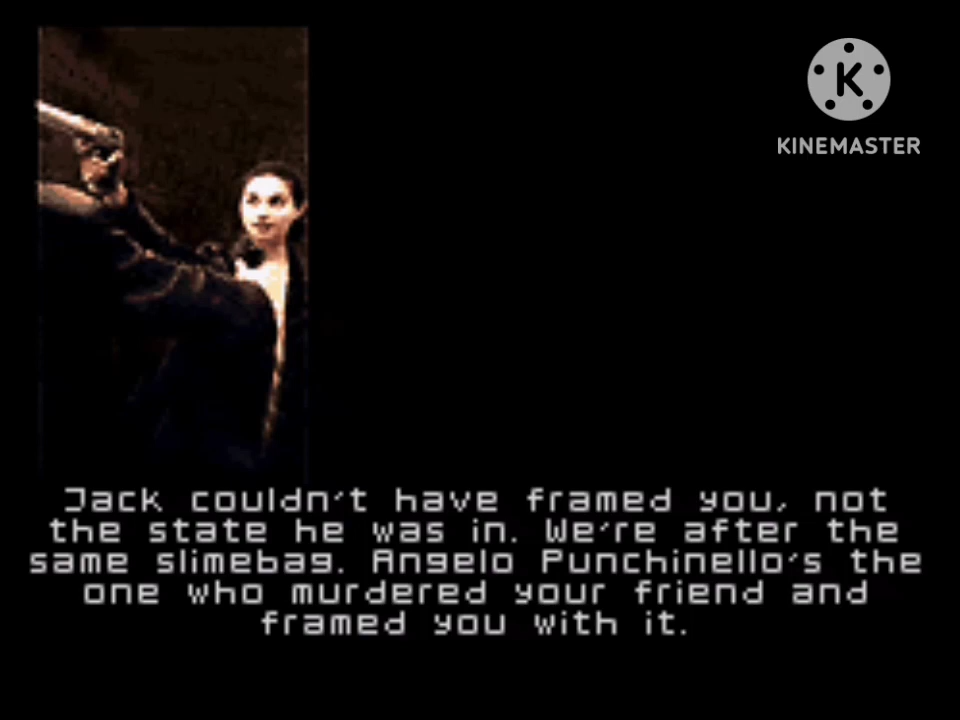 KINEMASTER
Jack couldn't have framed you, not
the state he was in. We're after the
same slimebag. Angelo Punchinello's the
one who murdered your friend and
framed you with it.